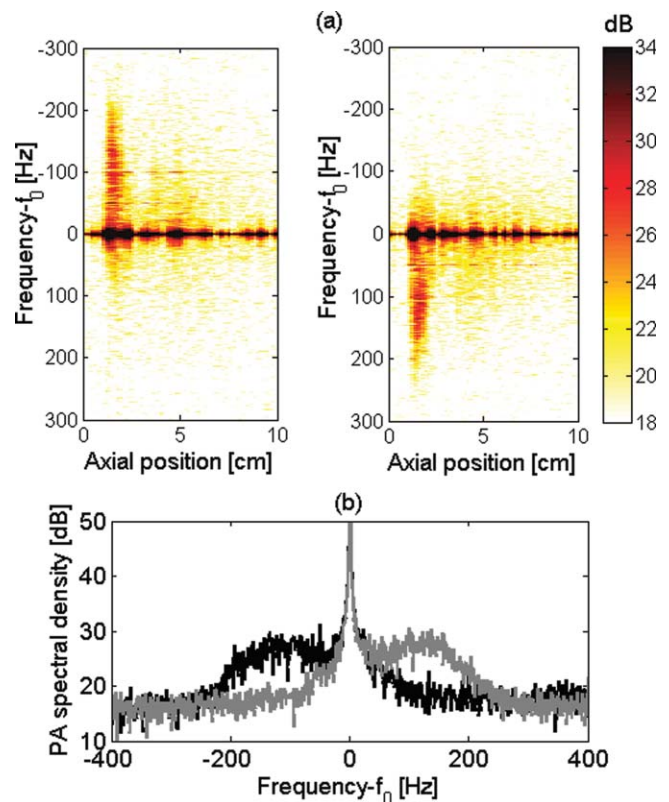 (a)
dB
-300
-200
-100
0
100
200
300
Frequency-f0 [Hz]
0 5 10
Axial position [cm]
-300
-200
-100
0
100
200
300
Frequency-f0 [Hz]
0 5 10
Axial position [cm]
34
32
30
28
26
24
22
20
18
(b)
PA spectral density [dB]
50
40
30
20
10
-400 -200 0 200 400
Frequency-f0 [Hz]